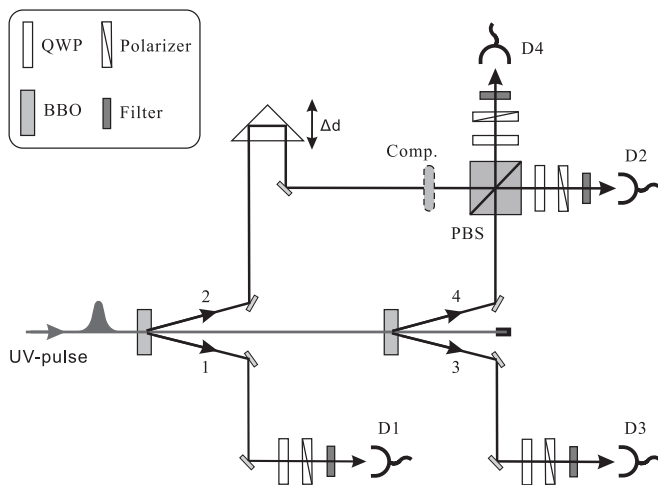 QWP Polarizer
BBO Filter
D4
Δd
Comp.
D2
PBS
2
4
UV-pulse
1
3
D1
D3